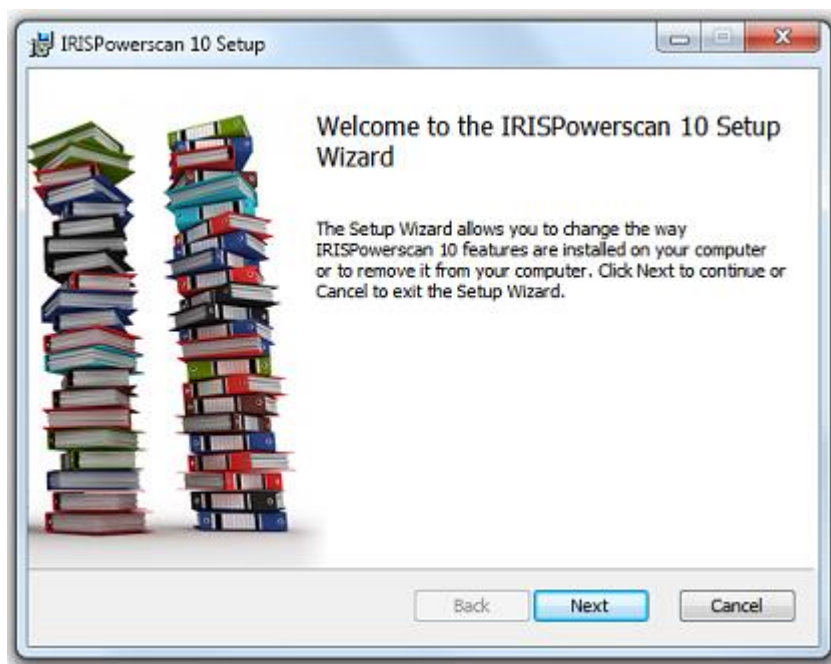 IRISPowerscan 10 Setup
Welcome to the IRISPowerscan 10 Setup
Wizard
The Setup Wizard allows you to change the way
IRISPowerscan 10 features are installed on your computer
or to remove it from your computer. Click Next to continue or
Cancel to exit the Setup Wizard.
Back
Next
Cancel